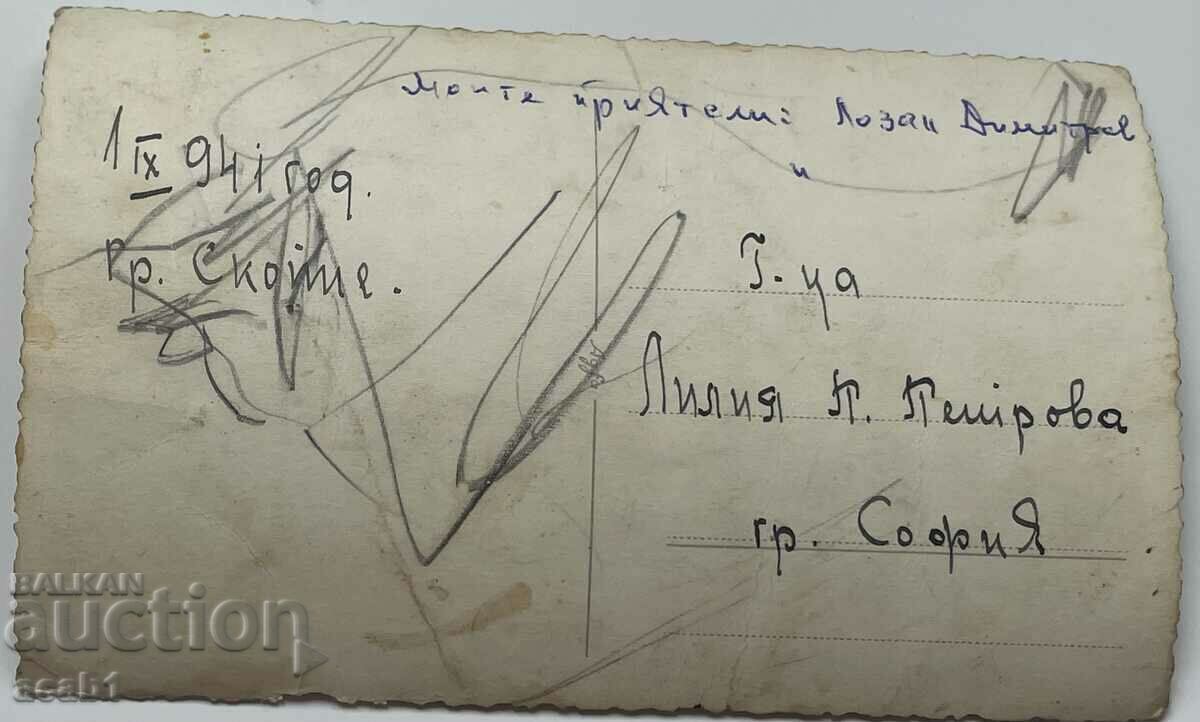 Моите приятели: Лозан Димитров
и
1 IX 941 год.
гр. Скопие.
Г-ца
Лилия П. Петрова
гр. София
BALKAN
auction
asab1